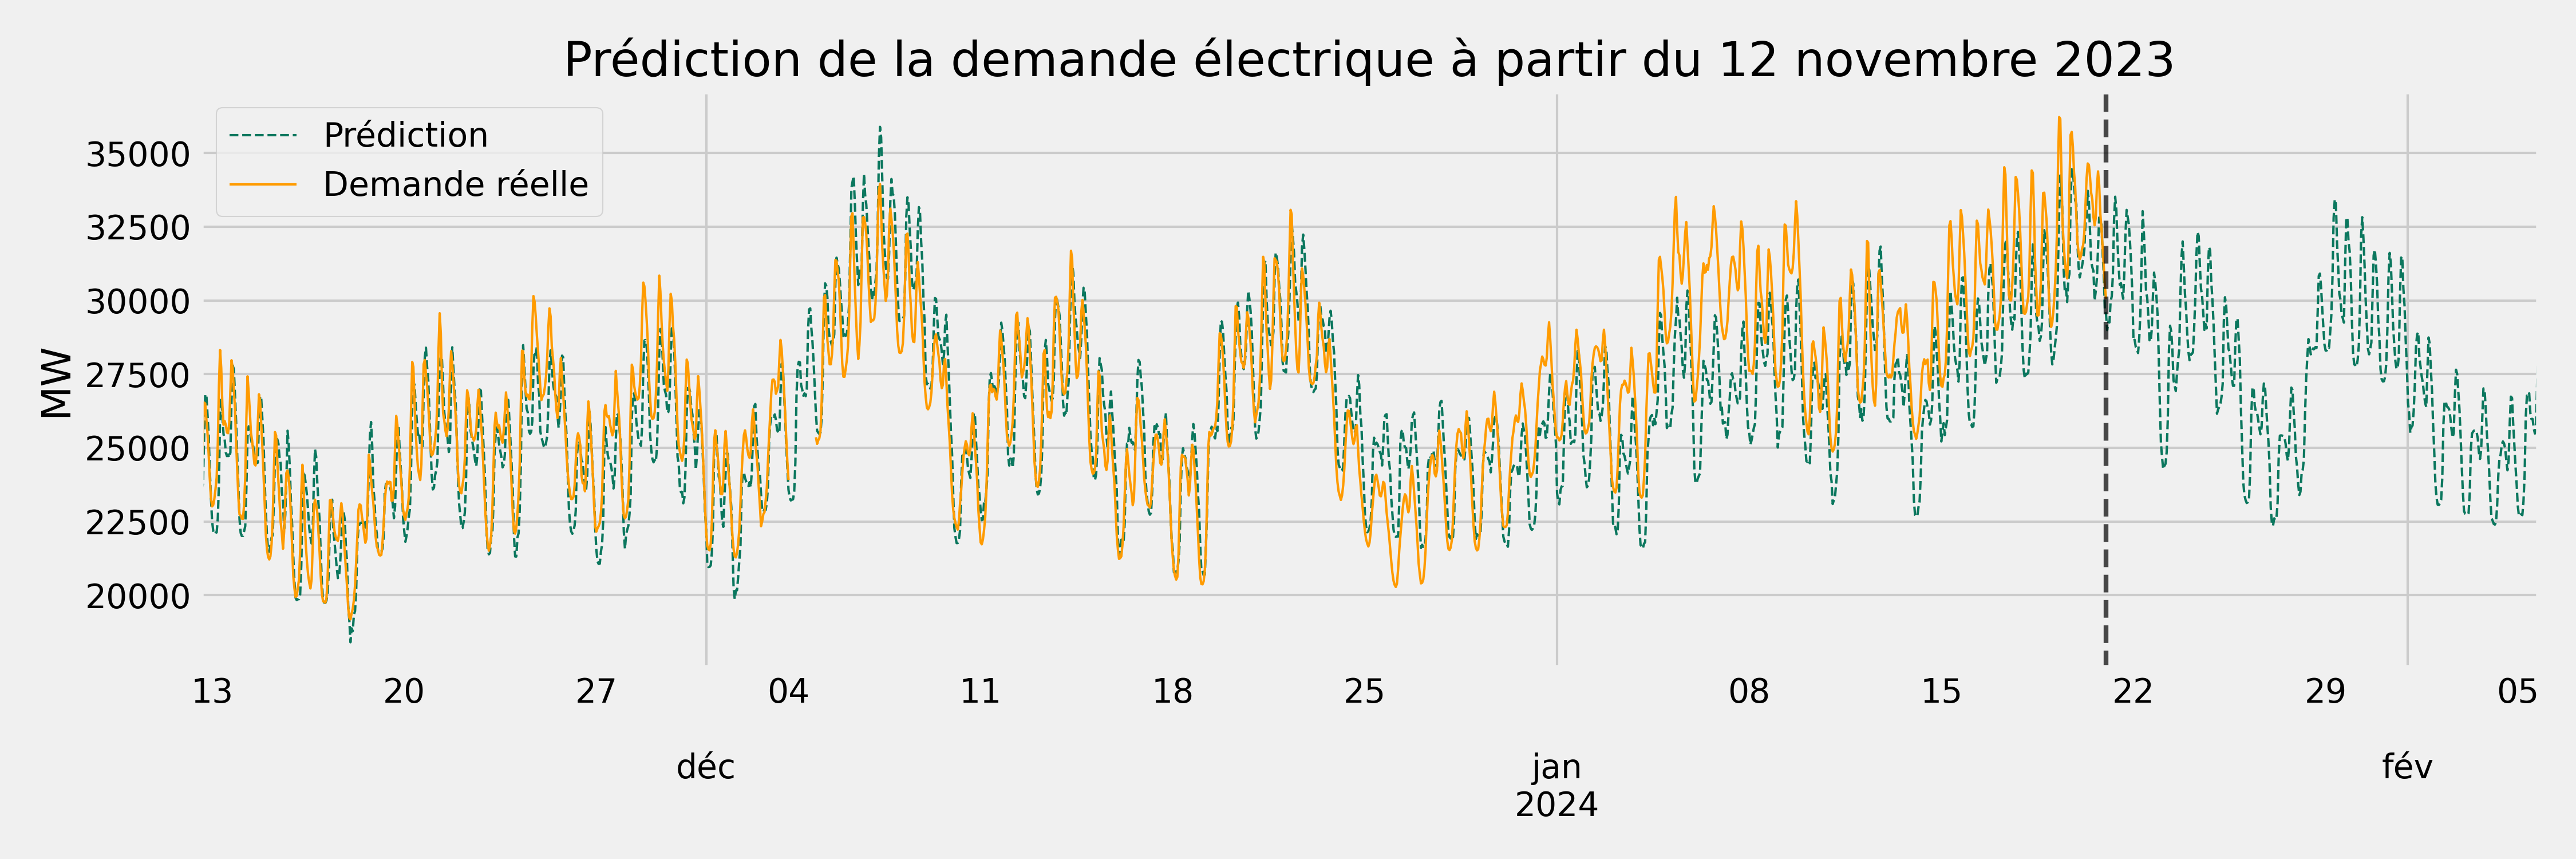 Prédiction de la demande électrique à partir du 12 novembre 2023
Prédiction
Demande réelle
MW
35000
32500
30000
27500
25000
22500
20000
13 20 27 04 11 18 25 08 15 22 29 05
déc jan fév
2024